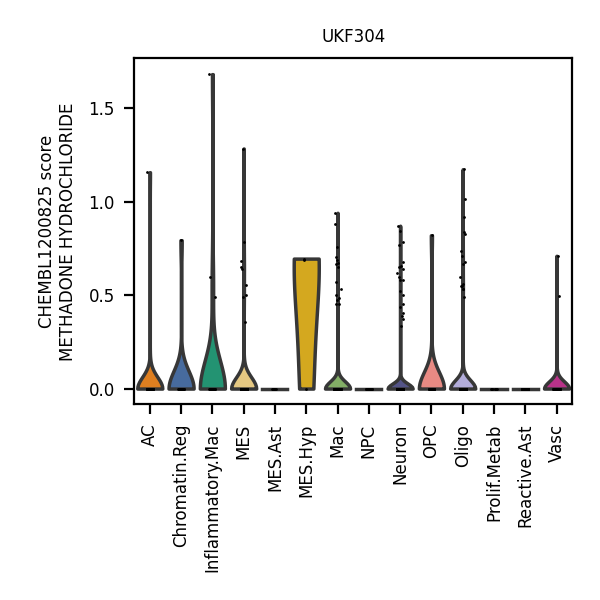 UKF304
CHEMBL1200825 score
METHADONE HYDROCHLORIDE
1.5
1.0
0.5
0.0
AC
Chromatin.Reg
Inflammatory.Mac
MES
MES.Ast
MES.Hyp
Mac
NPC
Neuron
OPC
Oligo
Prolif.Metab
Reactive.Ast
Vasc